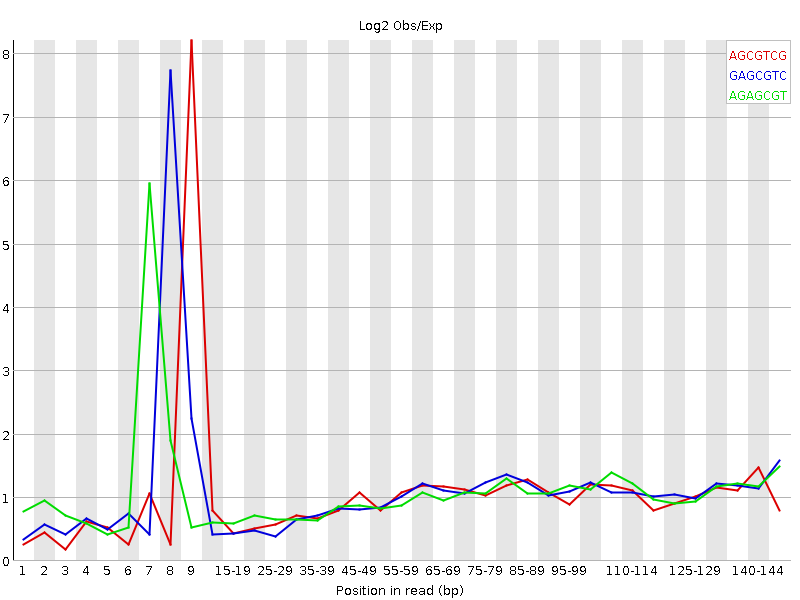 Log2 Obs/Exp
AGCGTCG
GAGCGTC
AGAGCGT
8
7
6
5
4
3
2
1
0
1 2 3 4 5 6 7 8 9 15-19 25-29 35-39 45-49 55-59 65-69 75-79 85-89 95-99 110-114 125-129 140-144
Position in read (bp)